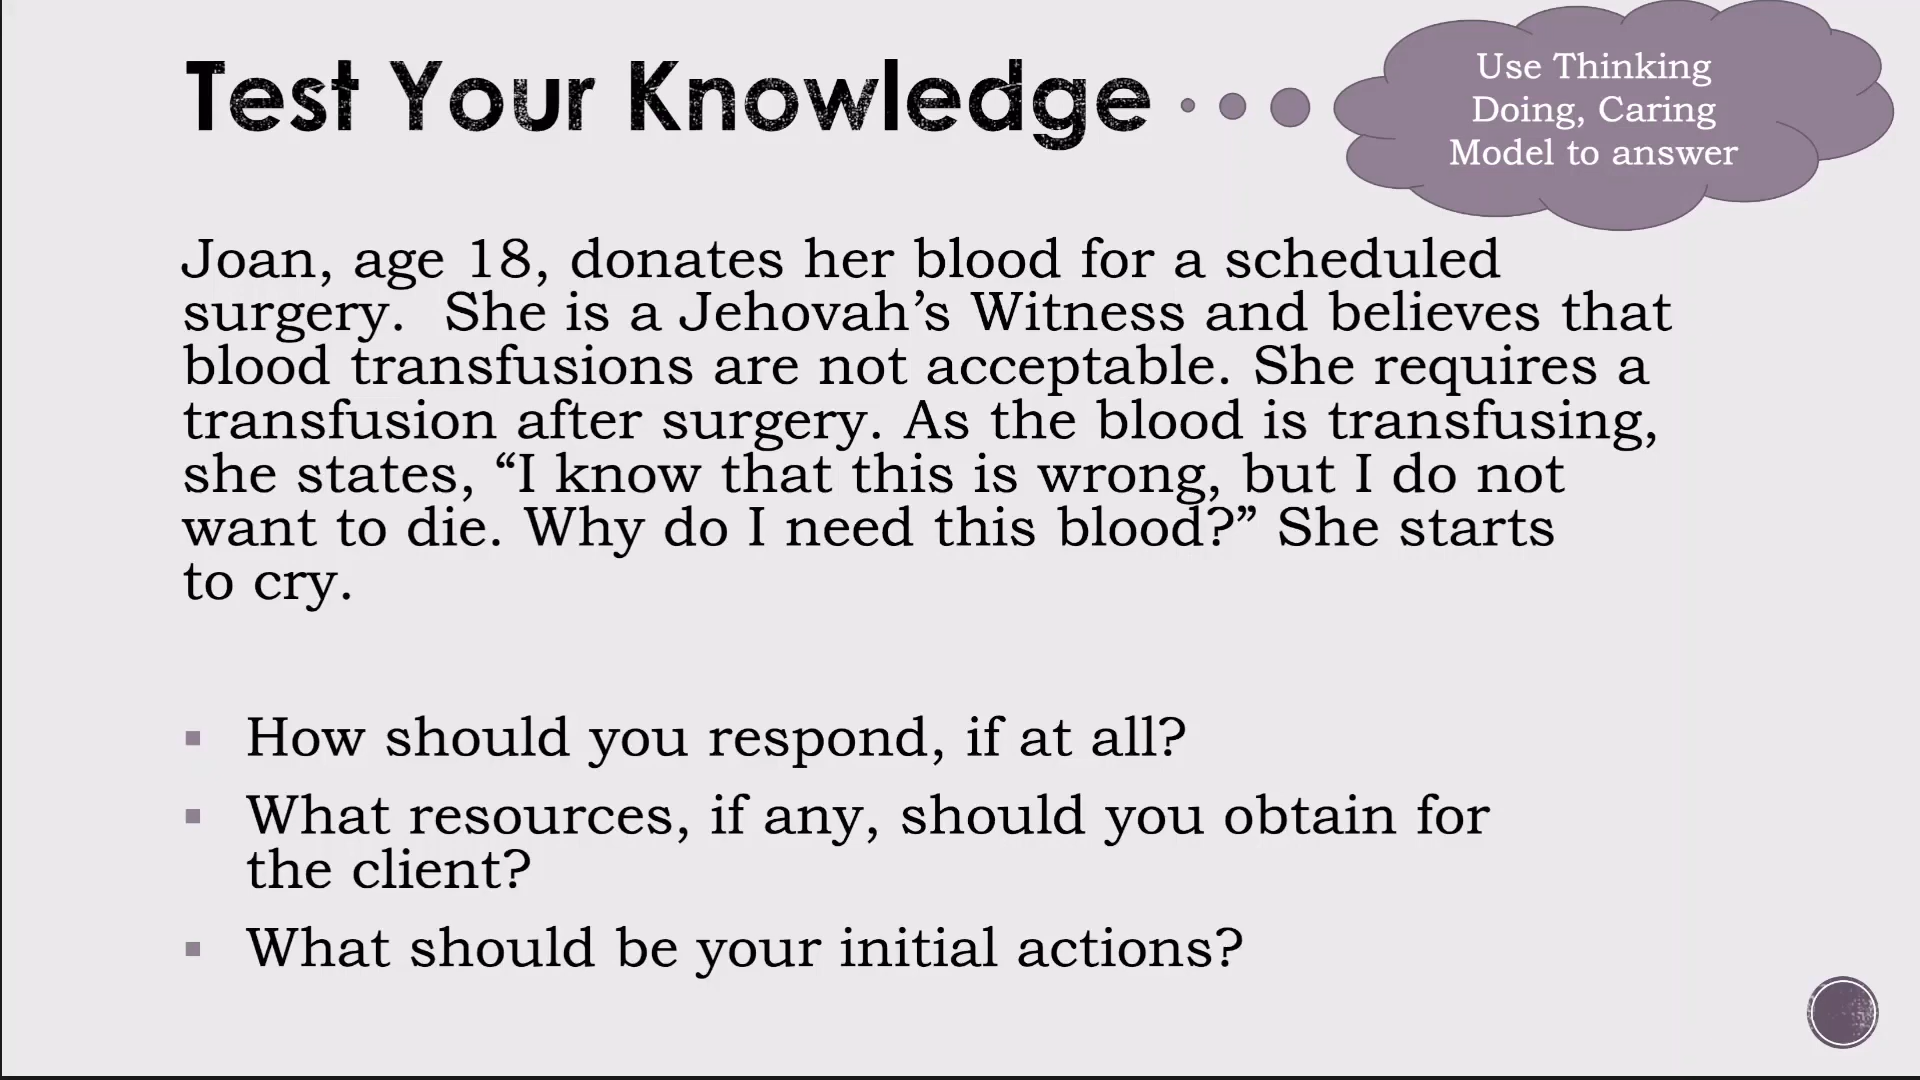 Test Your Knowledge
Use Thinking
Doing, Caring
Model to answer
Joan, age 18, donates her blood for a scheduled
surgery.  She is a Jehovah’s Witness and believes that
blood transfusions are not acceptable. She requires a
transfusion after surgery. As the blood is transfusing,
she states, “I know that this is wrong, but I do not
want to die. Why do I need this blood?” She starts
to cry.
▪ How should you respond, if at all?
▪ What resources, if any, should you obtain for
the client?
▪ What should be your initial actions?